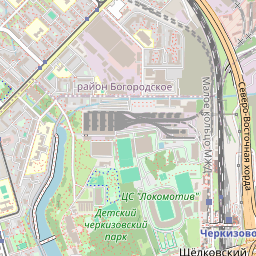 район Богородское
Малое кольцо МЖД
Северо-Восточная
хорда
ЦС "Локомотив"
Детский
черкизовский
парк
Черкизово
Щёлковский